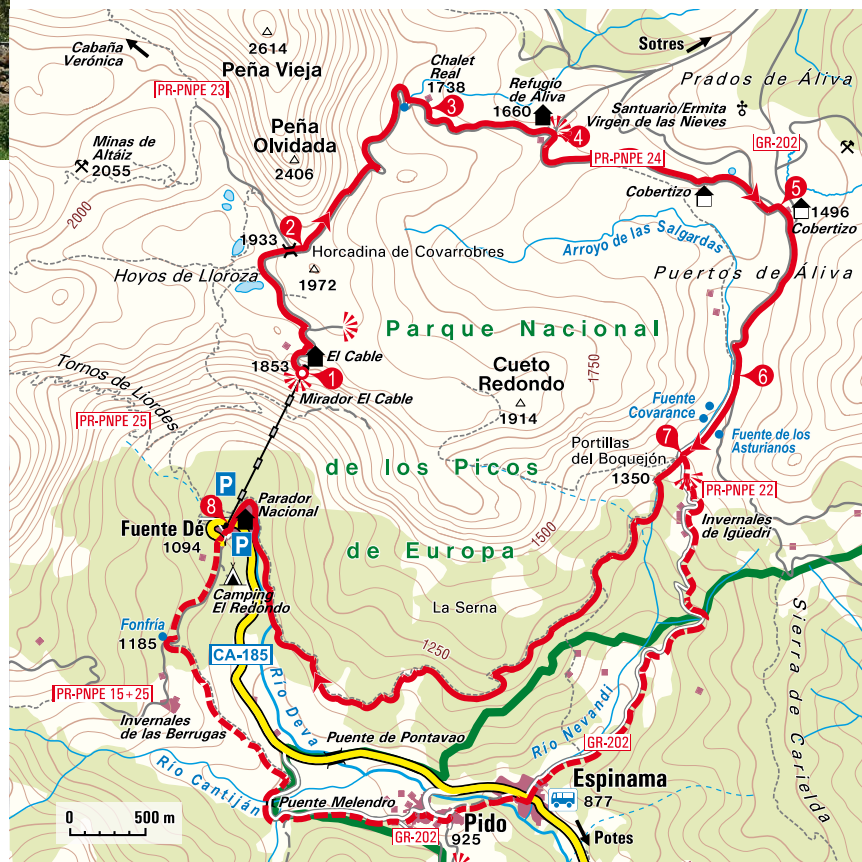 Cabaña
Verónica
2614
Peña Vieja
PR-PNPE 23
Chalet
Real
1738
3
Sotres
Refugio
de Áliva
1660
4
Prados de Áliva
Santuario/Ermita
Virgen de las Nieves
GR-202
Minas de
Altáiz
2055
Peña
Olvidada
2406
PR-PNPE 24
Cobertizo
5
1496
Cobertizo
2000
2
1933
Horcadina de Covarrobres
1972
Arroyo de las Salgardas
Hoyos de Lloroza
Puertos de Áliva
Parque Nacional
El Cable
1853
1
Mirador El Cable
Cueto
Redondo
1914
1750
6
Tornos de Liordes
Fuente
Covarance
PR-PNPE 25
Fuente de los
Asturianos
7
Portillas
del Boquejón
1350
de los Picos
PR-PNPE 22
P
8
Parador
Nacional
Fuente Dé
1094
P
Invernales
de Igüedri
1500
de Europa
Camping
El Redondo
La Serna
Fonfría
1185
CA-185
1250
Río Deva
Sierra de Carielda
PR-PNPE 15+25
Invernales
de las Berrugas
Puente de Pontavao
Río Nevandi
GR-202
Río Cantiján
Espinama
877
Puente Melendro
0 500 m
GR-202
Pido
925
Potes